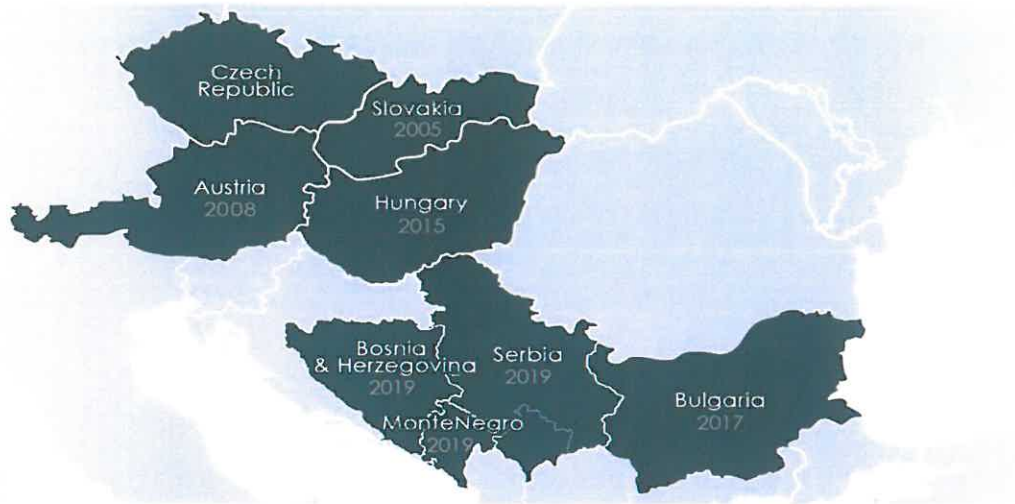 Czech
Republic
Slovakia
2005
Austria
2008
Hungary
2015
Bosnia
& Herzegovina
2019
Serbia
2019
MonteNegro
2019
Bulgaria
2017